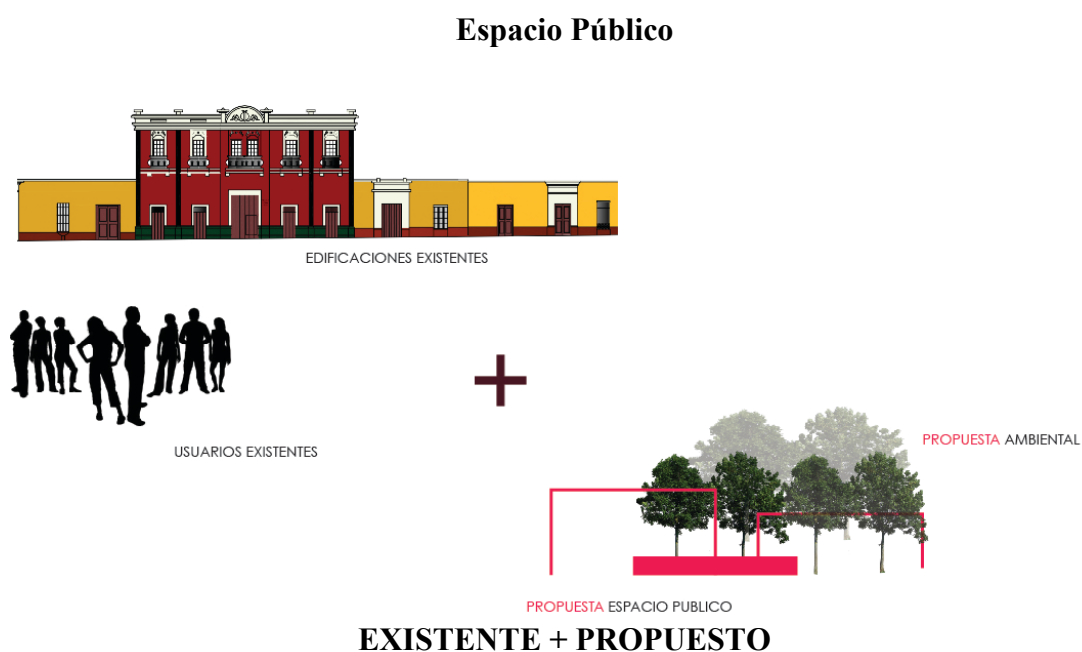 Espacio Público
EDIFICACIONES EXISTENTES
USUARIOS EXISTENTES
+
PROPUESTA AMBIENTAL
PROPUESTA ESPACIO PUBLICO
EXISTENTE + PROPUESTO